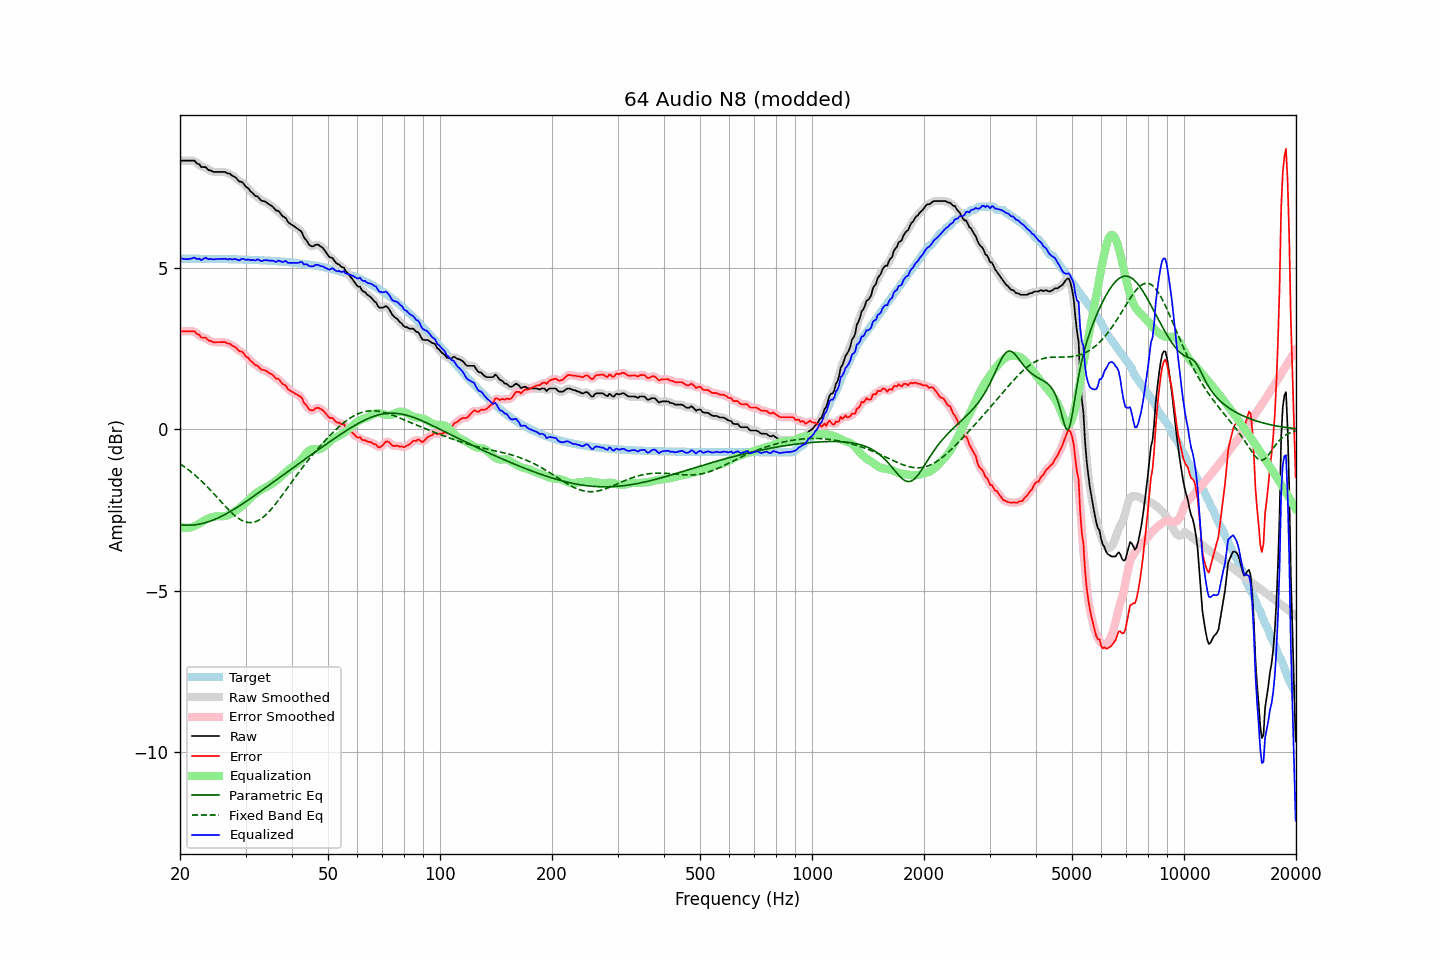 64 Audio N8 (modded)
Amplitude (dBr)
5
0
−5
−10
Target
Raw Smoothed
Error Smoothed
Raw
Error
Equalization
Parametric Eq
Fixed Band Eq
Equalized
20 50 100 200 500 1000 2000 5000 10000 20000
Frequency (Hz)